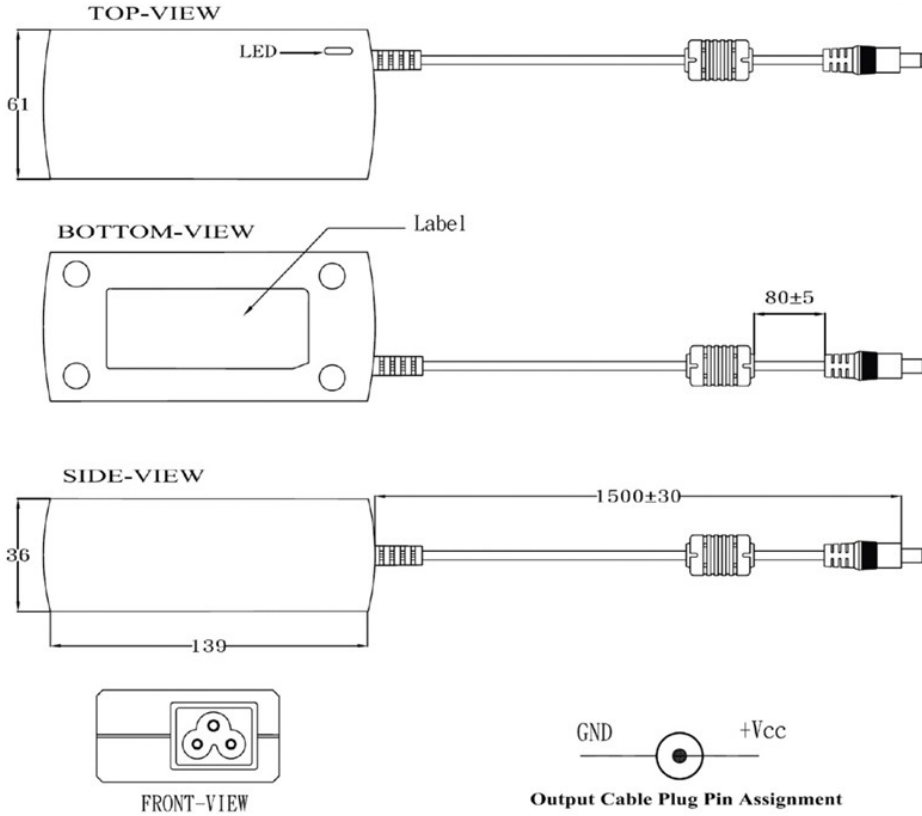 TOP-VIEW
LED
61
BOTTOM-VIEW
Label
80±5
SIDE-VIEW
1500±30
36
139
FRONT-VIEW
GND
+Vcc
Output Cable Plug Pin Assignment